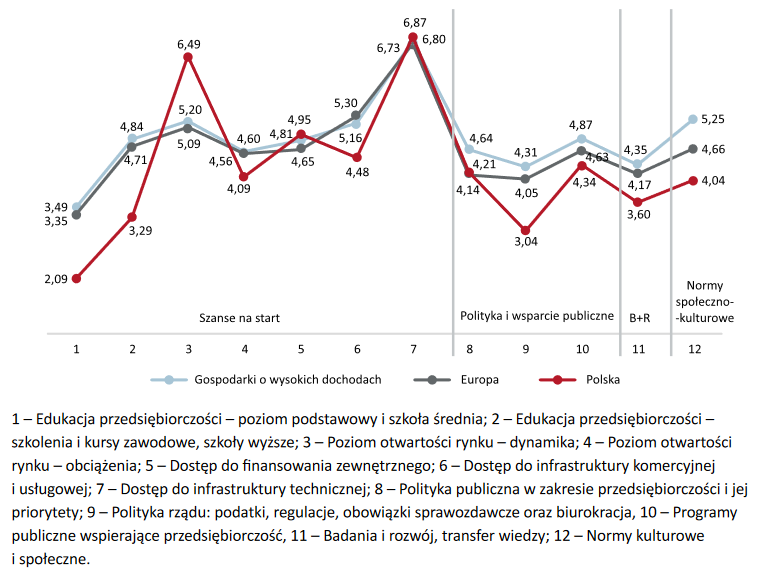 6,87
6,73
6,80
6,49
5,20
5,09
4,84
4,71
4,60
4,56
4,09
4,95
4,81
4,65
5,30
5,16
4,48
3,49
3,35
3,29
2,09
4,64
4,21
4,14
4,31
4,05
3,04
4,87
4,63
4,34
4,35
4,17
3,60
5,25
4,66
4,04
Szanse na start
Polityka i wsparcie publiczne
B+R
Normy
społeczno-
-kulturowe
1 2 3 4 5 6 7 8 9 10 11 12
Gospodarki o wysokich dochodach Europa Polska
1 – Edukacja przedsiębiorczości – poziom podstawowy i szkoła średnia; 2 – Edukacja przedsiębiorczości –
szkolenia i kursy zawodowe, szkoły wyższe; 3 – Poziom otwartości rynku – dynamika; 4 – Poziom otwartości
rynku – obciążenia; 5 – Dostęp do finansowania zewnętrznego; 6 – Dostęp do infrastruktury komercyjnej
i usługowej; 7 – Dostęp do infrastruktury technicznej; 8 – Polityka publiczna w zakresie przedsiębiorczości i jej
priorytety; 9 – Polityka rządu: podatki, regulacje, obowiązki sprawozdawcze oraz biurokracja, 10 – Programy
publiczne wspierające przedsiębiorczość, 11 – Badania i rozwój, transfer wiedzy; 12 – Normy kulturowe
i społeczne.